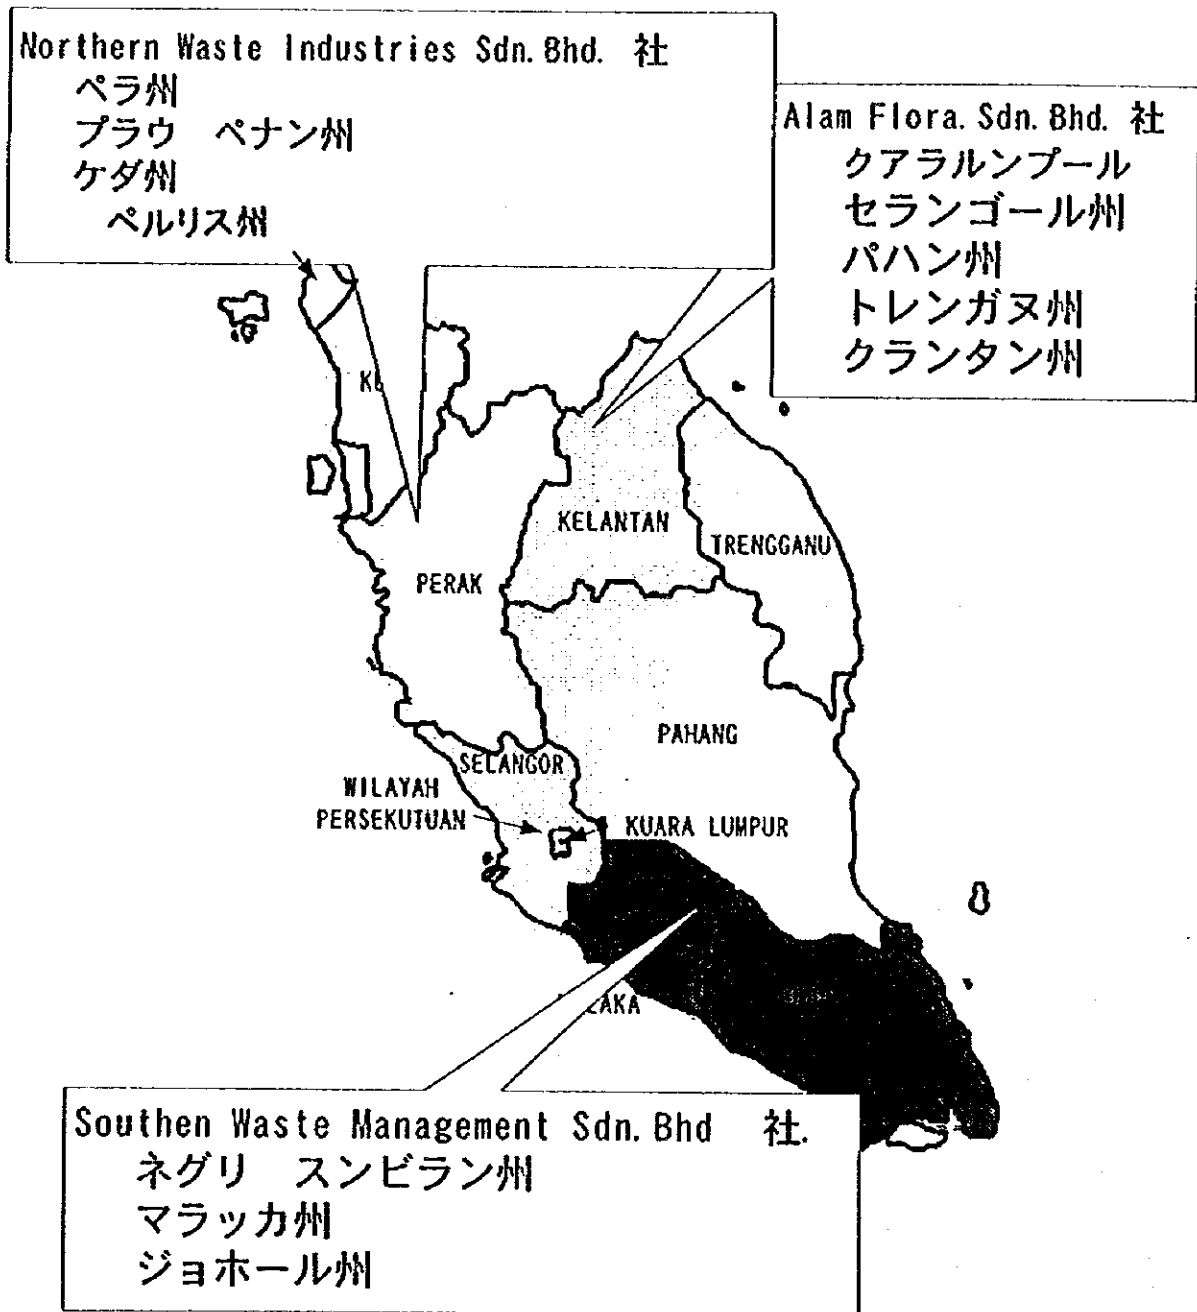 Northern Waste Industries Sdn. Bhd. 社
ペラ州
プラウ ペナン州
ケダ州
ペルリス州
Alam Flora. Sdn. Bhd. 社
クアラルンプール
セランゴール州
パハン州
トレンガヌ州
クランタン州
KELANTAN
TRENGGANU
PERAK
PAHANG
SELANGOR
WILAYAH
PERSEKUTUAN
KUARA LUMPUR
Southen Waste Management Sdn. Bhd 社.
ネグリ スンビラン州
マラッカ州
ジョホール州